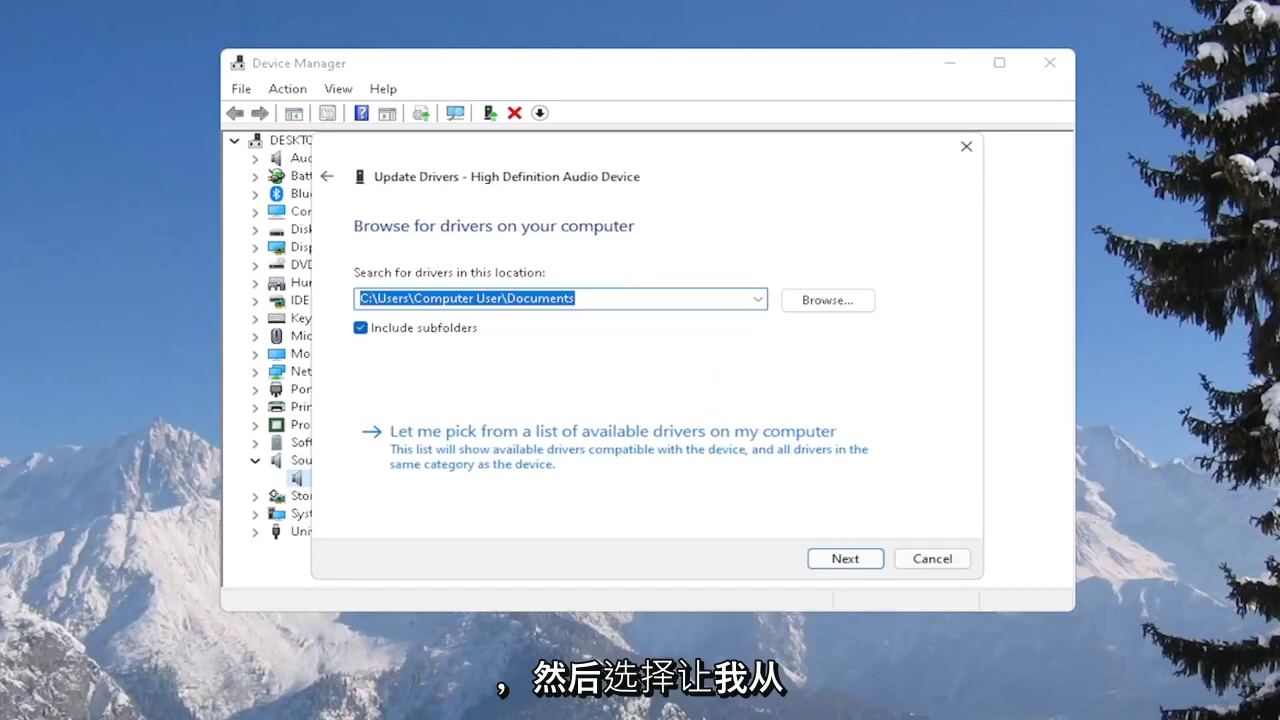 Device Manager
File Action View Help
DESKTO
Aud
Batt
Blu
Cor
Disk
Disp
DVD
Hur
IDE
Key
Mic
Mo
Net
Por
Prin
Pro
Soft
Sou
Stor
Syst
Uni
Update Drivers - High Definition Audio Device
Browse for drivers on your computer
Search for drivers in this location:
C:\Users\Computer User\Documents
Browse...
Include subfolders
Let me pick from a list of available drivers on my computer
This list will show available drivers compatible with the device, and all drivers in the
same category as the device.
Next Cancel
，然后选择让我从